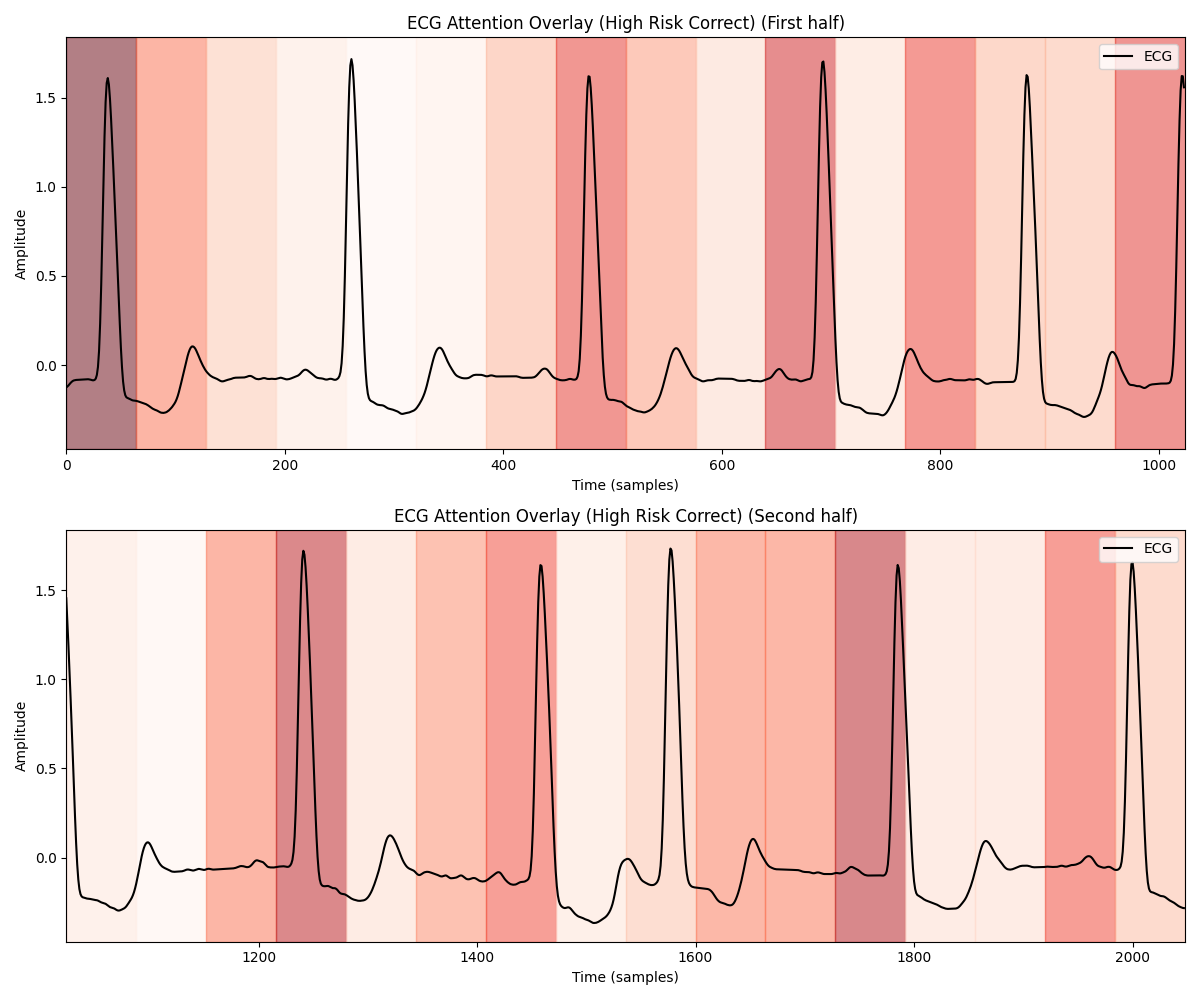 ECG Attention Overlay (High Risk Correct) (First half)
ECG
1.5
1.0
0.5
0.0
Amplitude
0 200 400 600 800 1000
Time (samples)
ECG Attention Overlay (High Risk Correct) (Second half)
ECG
1.5
1.0
0.5
0.0
Amplitude
1200 1400 1600 1800 2000
Time (samples)